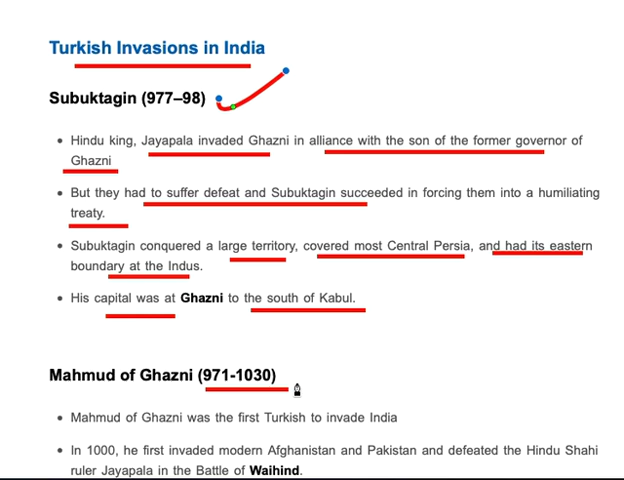 Turkish Invasions in India
Subuktagin (977–98)
• Hindu king, Jayapala invaded Ghazni in alliance with the son of the former governor of
Ghazni
• But they had to suffer defeat and Subuktagin succeeded in forcing them into a humiliating
treaty.
• Subuktagin conquered a large territory, covered most Central Persia, and had its eastern
boundary at the Indus.
• His capital was at Ghazni to the south of Kabul.
Mahmud of Ghazni (971-1030)
• Mahmud of Ghazni was the first Turkish to invade India
• In 1000, he first invaded modern Afghanistan and Pakistan and defeated the Hindu Shahi
ruler Jayapala in the Battle of Waihind.